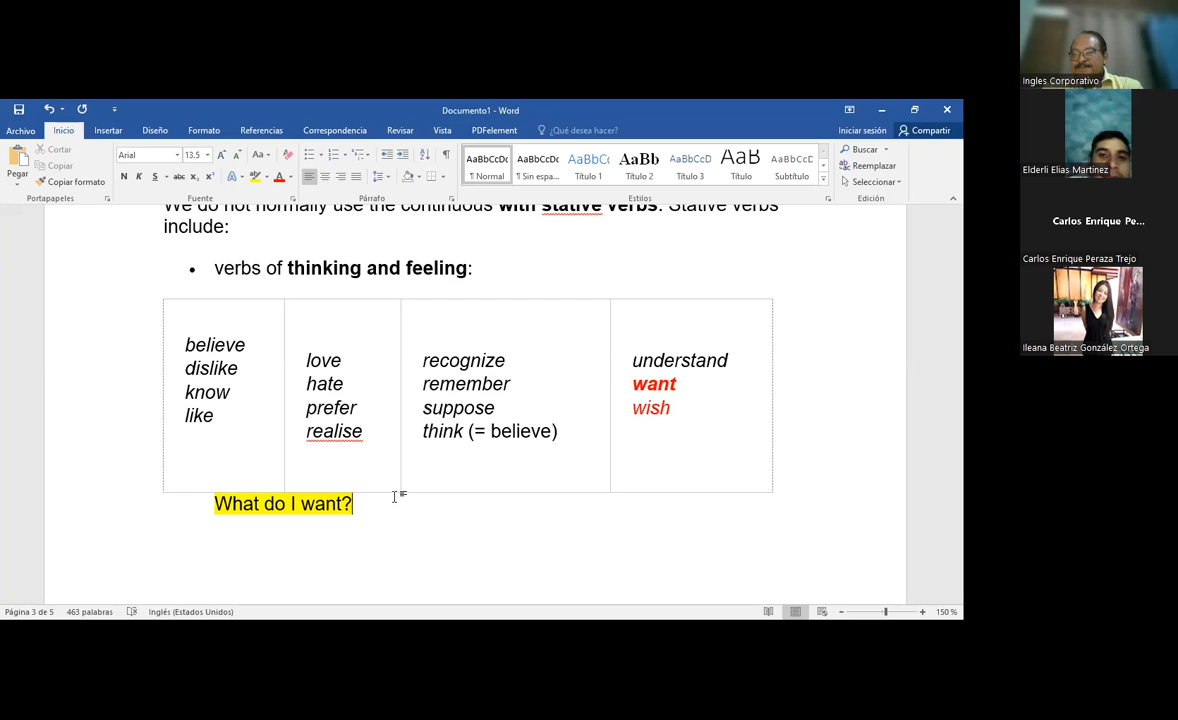 Documento1 - Word
Archivo Inicio Insertar Diseño Formato Referencias Correspondencia Revisar Vista PDFelement ¿Qué desea hacer? Iniciar sesión Compartir
Pegar
Cortar
Copiar
Copiar formato
Portapapeles
Arial 13.5
N K S abc x₂ x²
Fuente
Párrafo
AaBbCcDc AaBbCcDc AaBbCcD AaBb AaBbCcD AaB AaBbCcD
¶ Normal ¶ Sin espa... Título 1 Título 2 Título 3 Título Subtítulo
Estilos
Buscar
Reemplazar
Seleccionar
Edición
We do not normally use the continuous with stative verbs. Stative verbs
include:
• verbs of thinking and feeling:
believe
dislike
know
like
love
hate
prefer
realise
recognize
remember
suppose
think (= believe)
understand
want
wish
What do I want?
Página 3 de 5 463 palabras Inglés (Estados Unidos) 150 %
Ingles Corporativo
Elderli Elias Martinez
Carlos Enrique Pe...
Carlos Enrique Peraza Trejo
Ileana Beatriz González Ortega